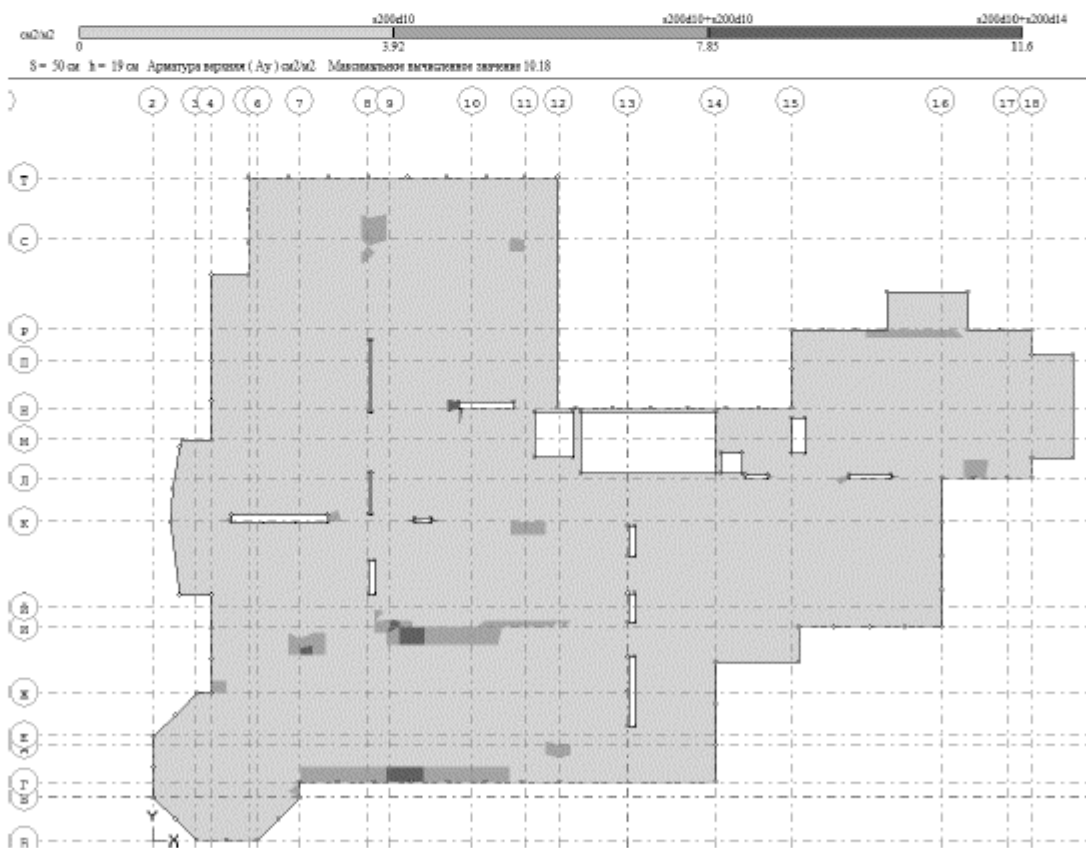 s200d10 s200d10+s200d10 s200d10+s200d14
см2/м2
0 3.92 7.85 11.6
S= 50 см h= 19 см Арматура верхняя ( Ay ) см2/м2 Максимальное вычисленное значение 10.18
2 3 4 6 7 8 9 10 11 12 13 14 15 16 17 18
Т
С
Р
П
Н
М
Л
К
И
Ж
Г
Y
X